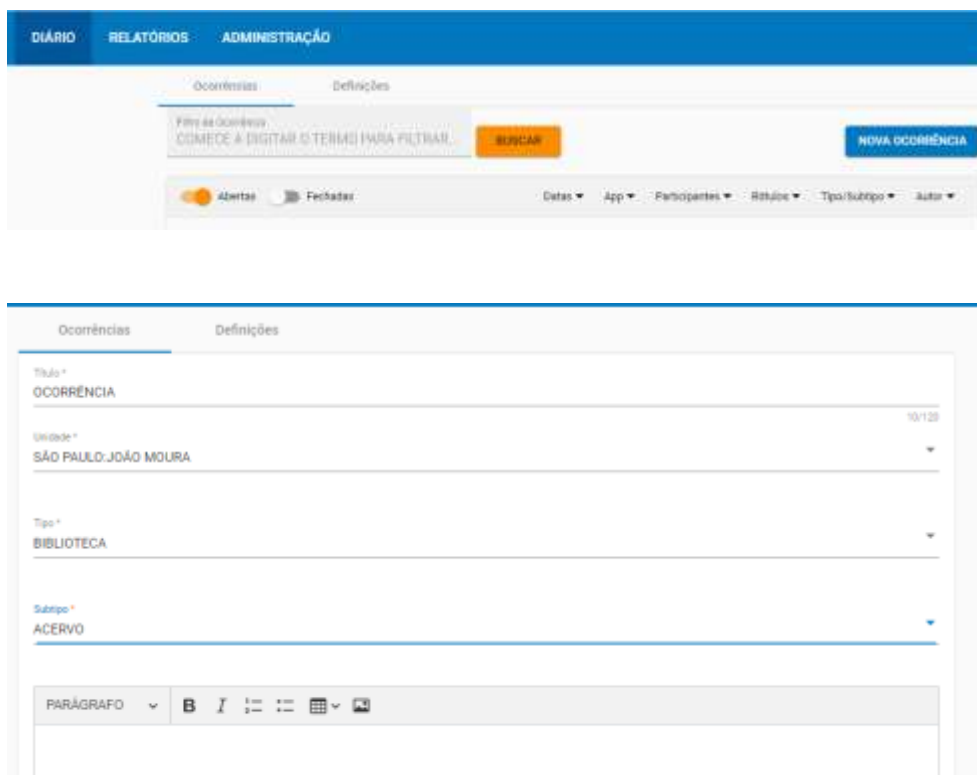 DIÁRIO RELATÓRIOS ADMINISTRAÇÃO
Ocorrências Definições
Filtro da Ocorrência
COMECE A DIGITAR O TERMO PARA FILTRAR... BUSCAR NOVA OCORRÊNCIA
Abertas Fechadas Datas App Participantes Rótulos Tipo/Subtipo Autor
Ocorrências Definições
Título *
OCORRÊNCIA
10/120
Unidade *
SÃO PAULO:JOÃO MOURA
Tipo *
BIBLIOTECA
Subtipo *
ACERVO
PARÁGRAFO B I